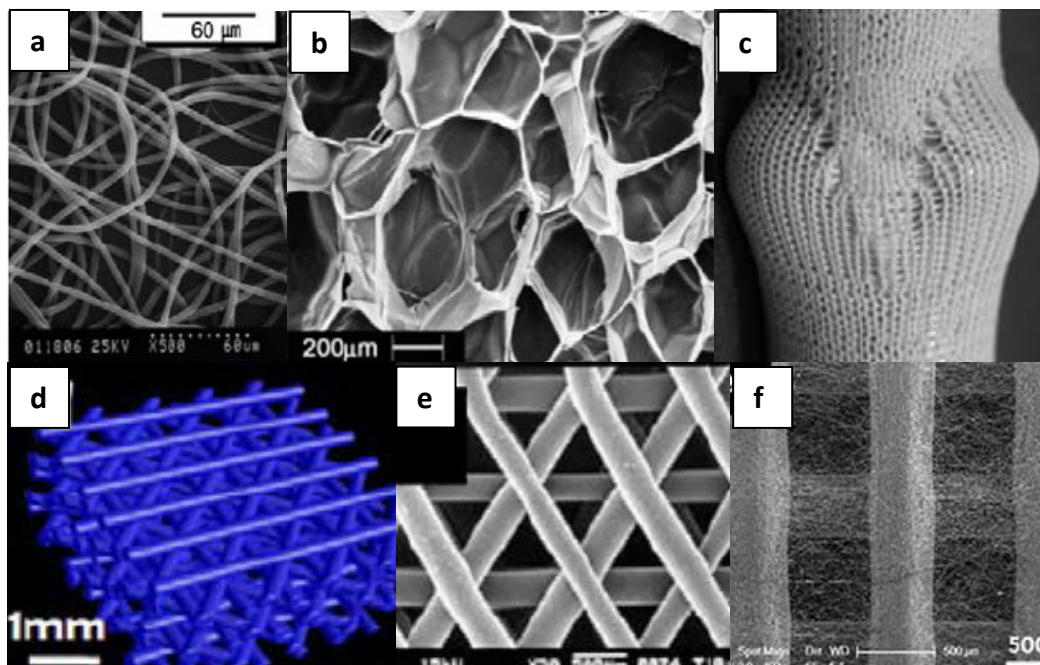 a
60 μm
011806 25KV X500 60um
b
200μm
c
d
1mm
e
f
Spot Magn Det WD
500 μm
500